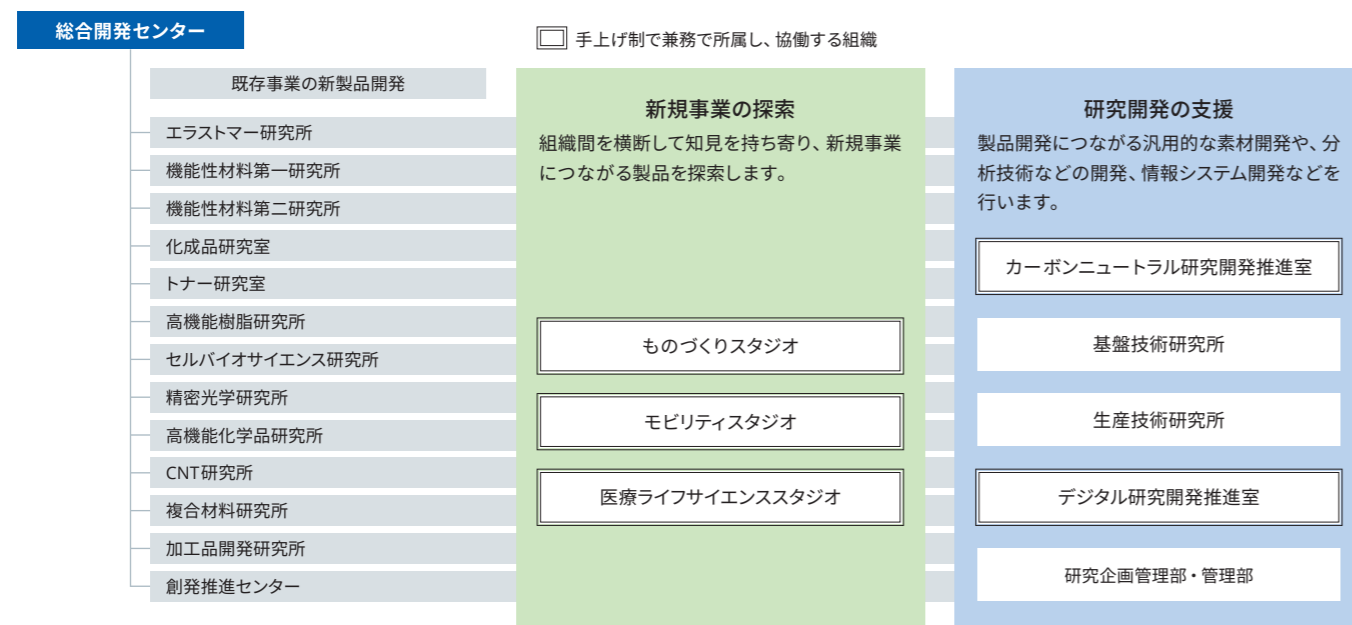 総合開発センター
手上げ制で兼務で所属し、協働する組織
既存事業の新製品開発
エラストマー研究所
機能性材料第一研究所
機能性材料第二研究所
化成品研究室
トナー研究室
高機能樹脂研究所
セルバイオサイエンス研究所
精密光学研究所
高機能化学品研究所
CNT研究所
複合材料研究所
加工品開発研究所
創発推進センター
新規事業の探索
組織間を横断して知見を持ち寄り、新規事業
につながる製品を探索します。
ものづくりスタジオ
モビリティスタジオ
医療ライフサイエンススタジオ
研究開発の支援
製品開発につながる汎用的な素材開発や、分
析技術などの開発、情報システム開発などを
行います。
カーボンニュートラル研究開発推進室
基盤技術研究所
生産技術研究所
デジタル研究開発推進室
研究企画管理部・管理部